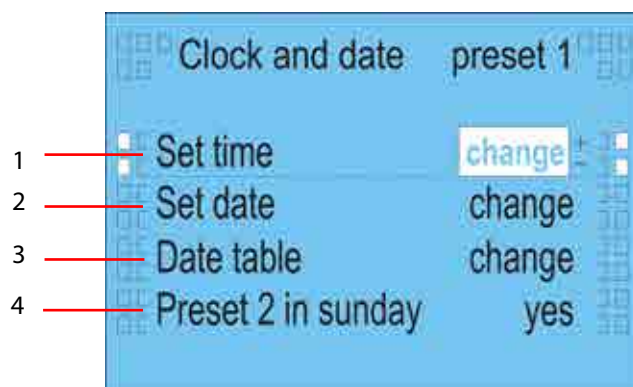 Clock and date preset 1
1 Set time change + -
2 Set date change
3 Date table change
4 Preset 2 in sunday yes